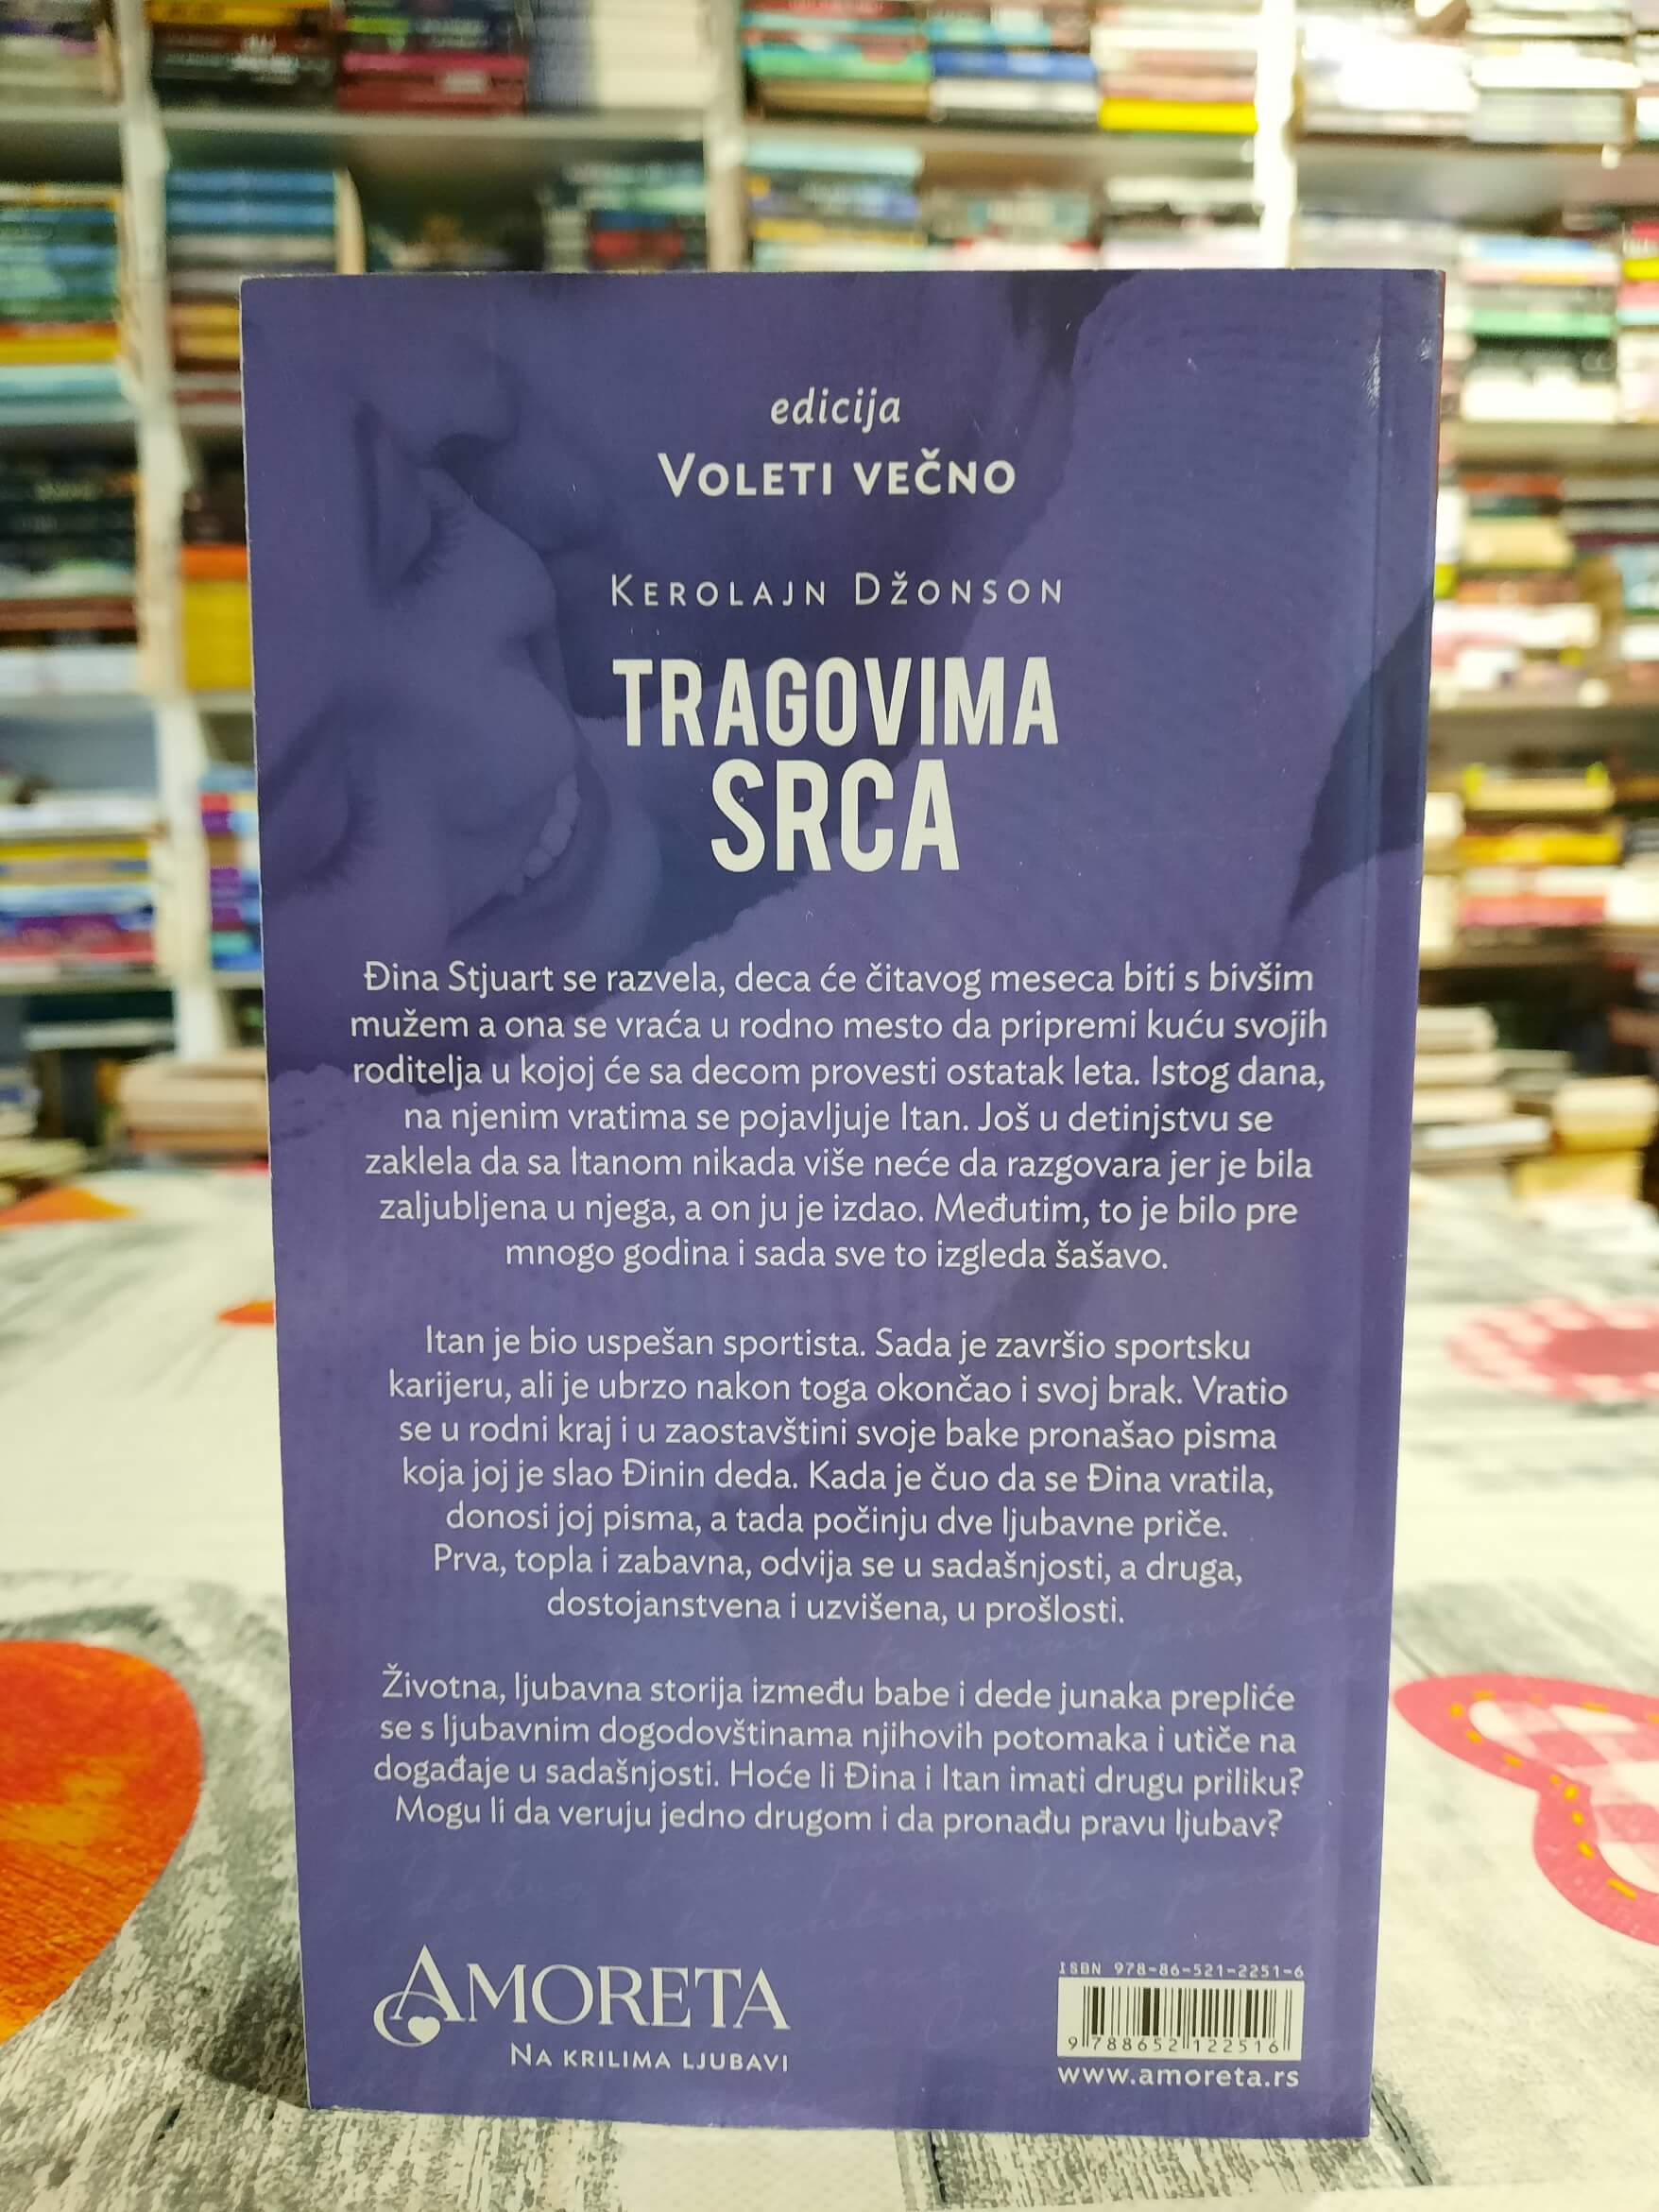 edicija
VOLETI VEČNO
KEROLAJN DŽONSON
TRAGOVIMA
SRCA
Đina Stjuart se razvela, deca će čitavog meseca biti s bivšim
mužem a ona se vraća u rodno mesto da pripremi kuću svojih
roditelja u kojoj će sa decom provesti ostatak leta. Istog dana,
na njenim vratima se pojavljuje Itan. Još u detinjstvu se
zaklela da sa Itanom nikada više neće da razgovara jer je bila
zaljubljena u njega, a on ju je izdao. Međutim, to je bilo pre
mnogo godina i sada sve to izgleda šašavo.
Itan je bio uspešan sportista. Sada je završio sportsku
karijeru, ali je ubrzo nakon toga okončao i svoj brak. Vratio
se u rodni kraj i u zaostavštini svoje bake pronašao pisma
koja joj je slao Đinin deda. Kada je čuo da se Đina vratila,
donosi joj pisma, a tada počinju dve ljubavne priče.
Prva, topla i zabavna, odvija se u sadašnjosti, a druga,
dostojanstvena i uzvišena, u prošlosti.
Životna, ljubavna storija između babe i dede junaka prepliće
se s ljubavnim dogodovštinama njihovih potomaka i utiče na
događaje u sadašnjosti. Hoće li Đina i Itan imati drugu priliku?
Mogu li da veruju jedno drugom i da pronađu pravu ljubav?
AMORETA
NA KRILIMA LJUBAVI
ISBN 978-86-521-2251-6
9 788652 122516
www.amoreta.rs